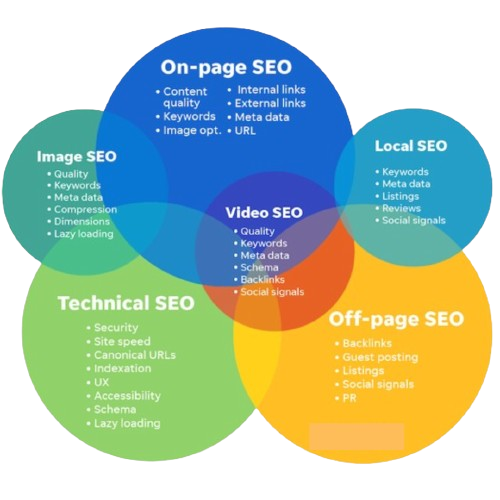 On-page SEO
• Content quality
• Keywords
• Image opt.
• Internal links
• External links
• Meta data
• URL
Image SEO
• Quality
• Keywords
• Meta data
• Compression
• Dimensions
• Lazy loading
Local SEO
• Keywords
• Meta data
• Listings
• Reviews
• Social signals
Video SEO
• Quality
• Keywords
• Meta data
• Schema
• Backlinks
• Social signals
Technical SEO
• Security
• Site speed
• Canonical URLs
• Indexation
• UX
• Accessibility
• Schema
• Lazy loading
Off-page SEO
• Backlinks
• Guest posting
• Listings
• Social signals
• PR